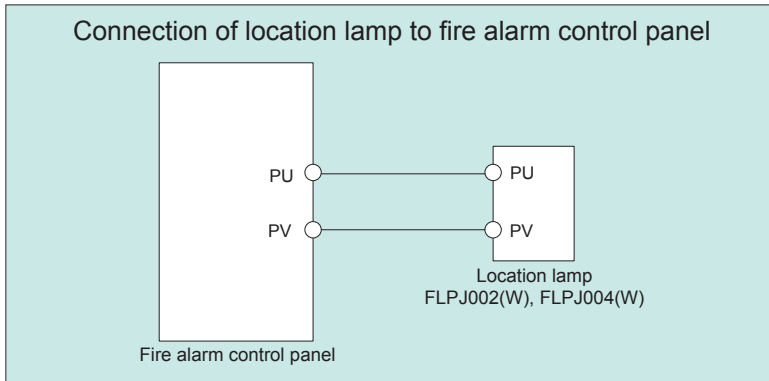 Connection of location lamp to fire alarm control panel
PU
PU
PV
PV
Location lamp
FLPJ002(W), FLPJ004(W)
Fire alarm control panel